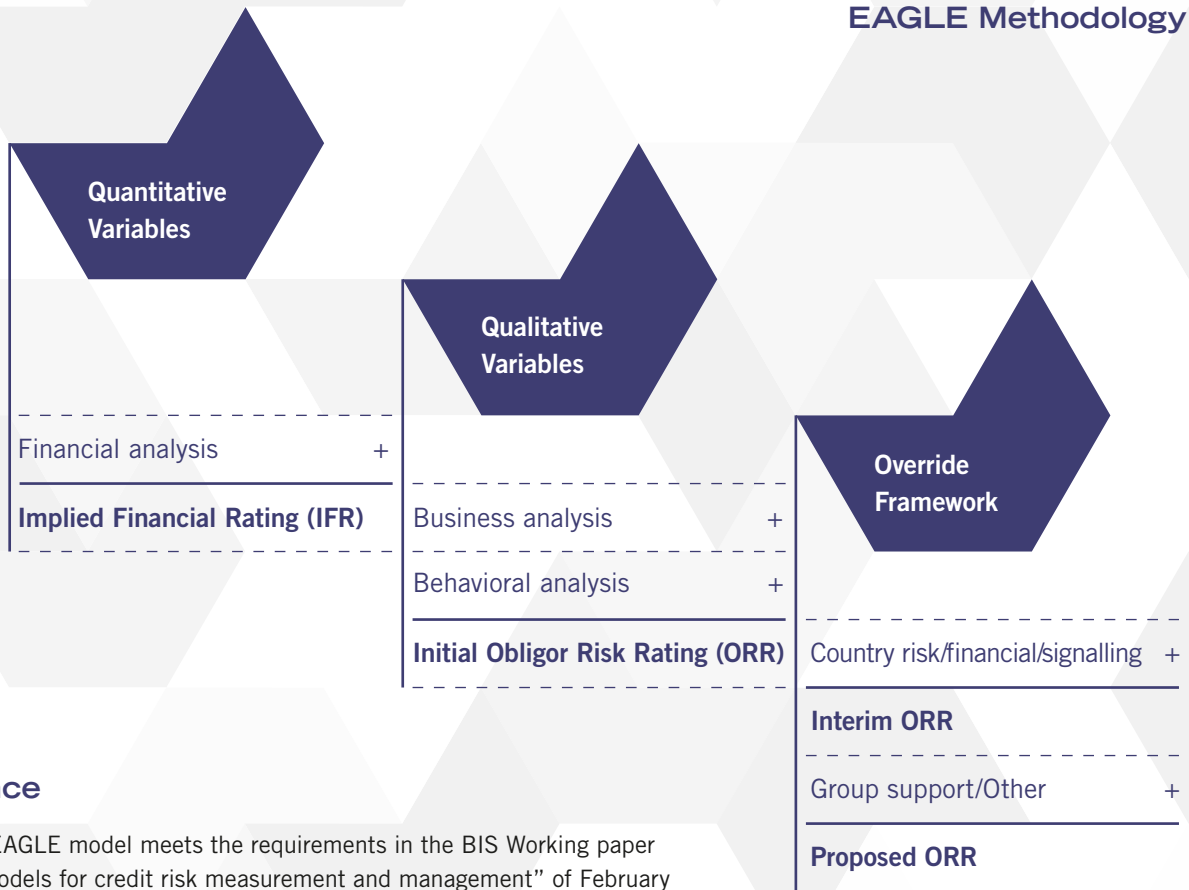 EAGLE Methodology
Quantitative
Variables
Financial analysis +
Implied Financial Rating (IFR)
Qualitative
Variables
Business analysis +
Behavioral analysis +
Initial Obligor Risk Rating (ORR)
Override
Framework
Country risk/financial/signalling +
Interim ORR
Group support/Other +
Proposed ORR
EAGLE model meets the requirements in the BIS Working paper
for credit risk measurement and management” of February